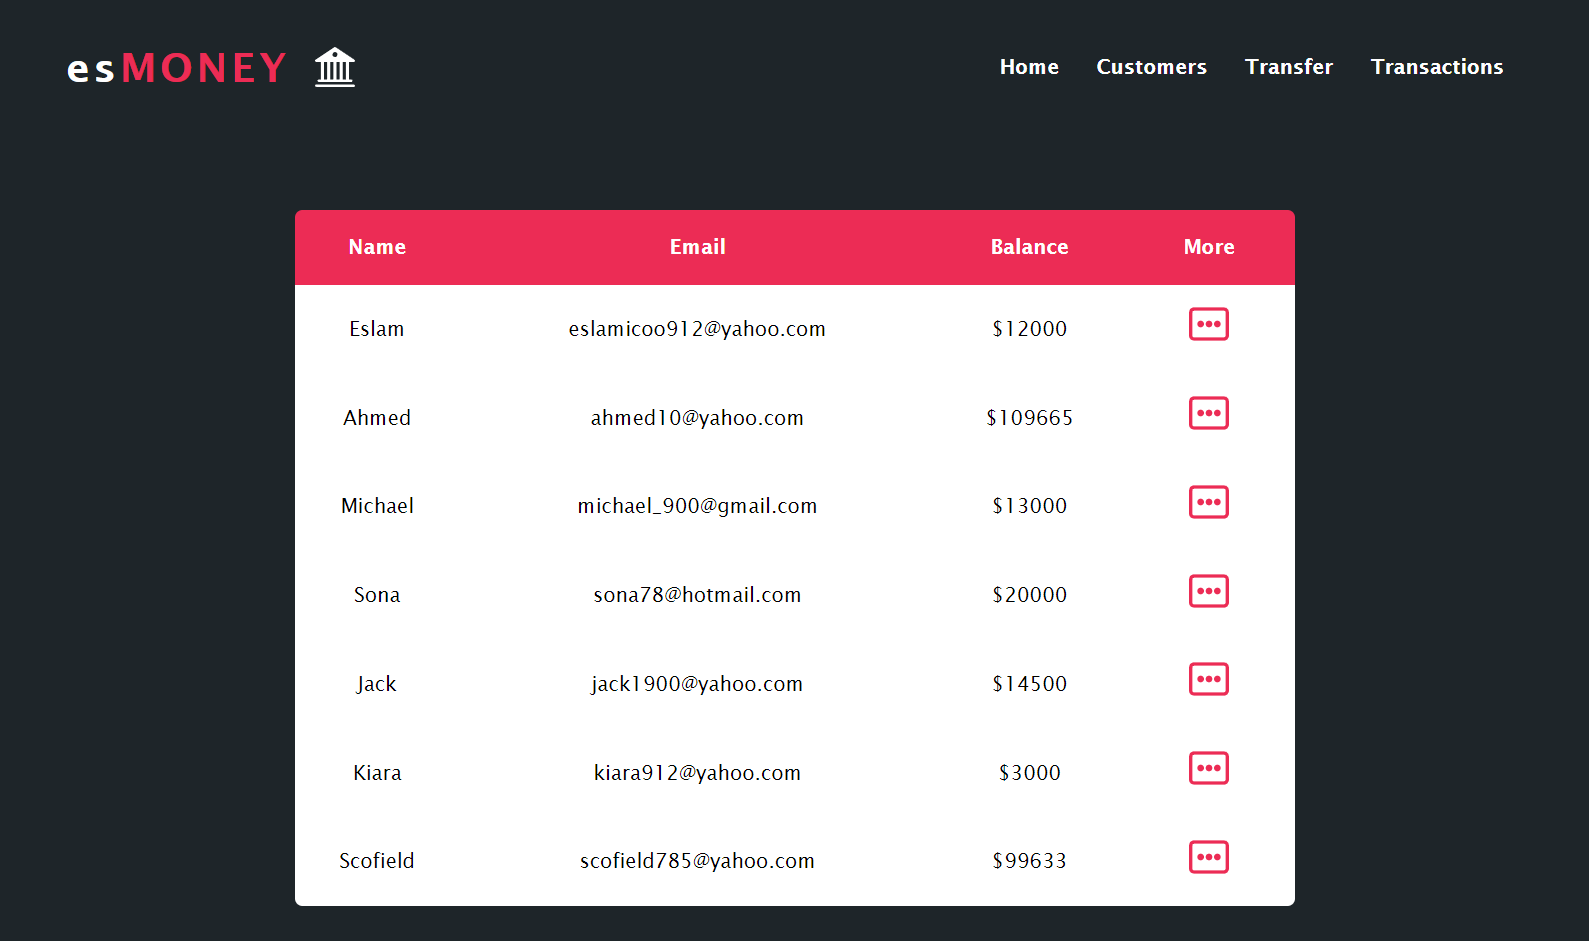 esMONEY
Home Customers Transfer Transactions
Name Email Balance More
Eslam eslamicoo912@yahoo.com $12000
Ahmed ahmed10@yahoo.com $109665
Michael michael_900@gmail.com $13000
Sona sona78@hotmail.com $20000
Jack jack1900@yahoo.com $14500
Kiara kiara912@yahoo.com $3000
Scofield scofield785@yahoo.com $99633